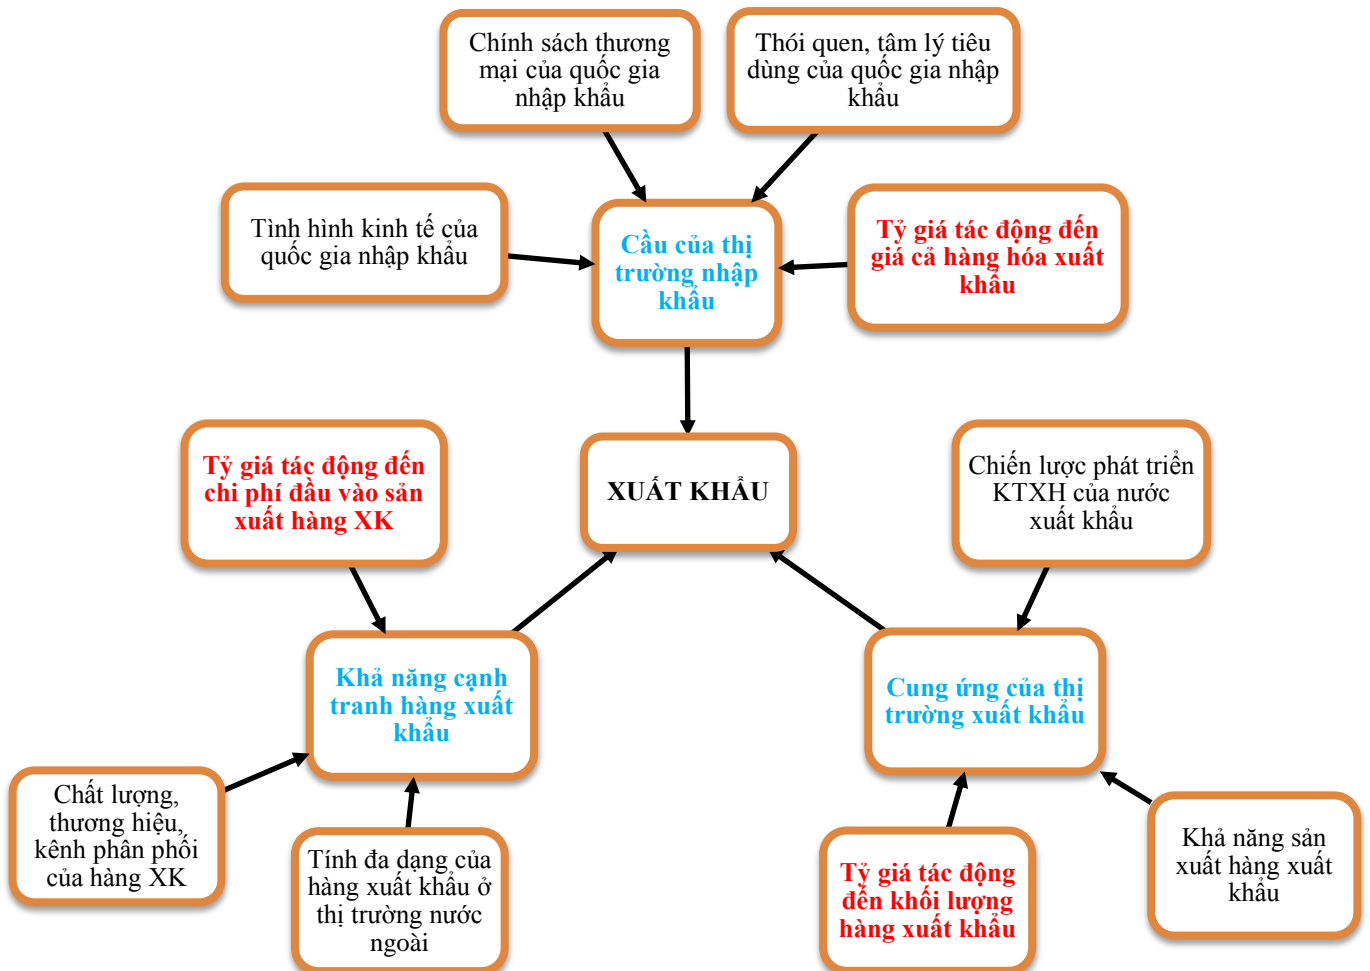 Chính sách thương
mại của quốc gia
nhập khẩu
Thói quen, tâm lý tiêu
dùng của quốc gia nhập
khẩu
Tình hình kinh tế của
quốc gia nhập khẩu
Cầu của thị
trường nhập
khẩu
Tỷ giá tác động đến
giá cả hàng hóa xuất
khẩu
Tỷ giá tác động đến
chi phí đầu vào sản
xuất hàng XK
XUẤT KHẨU
Chiến lược phát triển
KTXH của nước
xuất khẩu
Khả năng cạnh
tranh hàng xuất
khẩu
Cung ứng của thị
trường xuất khẩu
Chất lượng,
thương hiệu,
kênh phân phối
của hàng XK
Tính đa dạng của
hàng xuất khẩu ở
thị trường nước
ngoài
Tỷ giá tác động
đến khối lượng
hàng xuất khẩu
Khả năng sản
xuất hàng xuất
khẩu